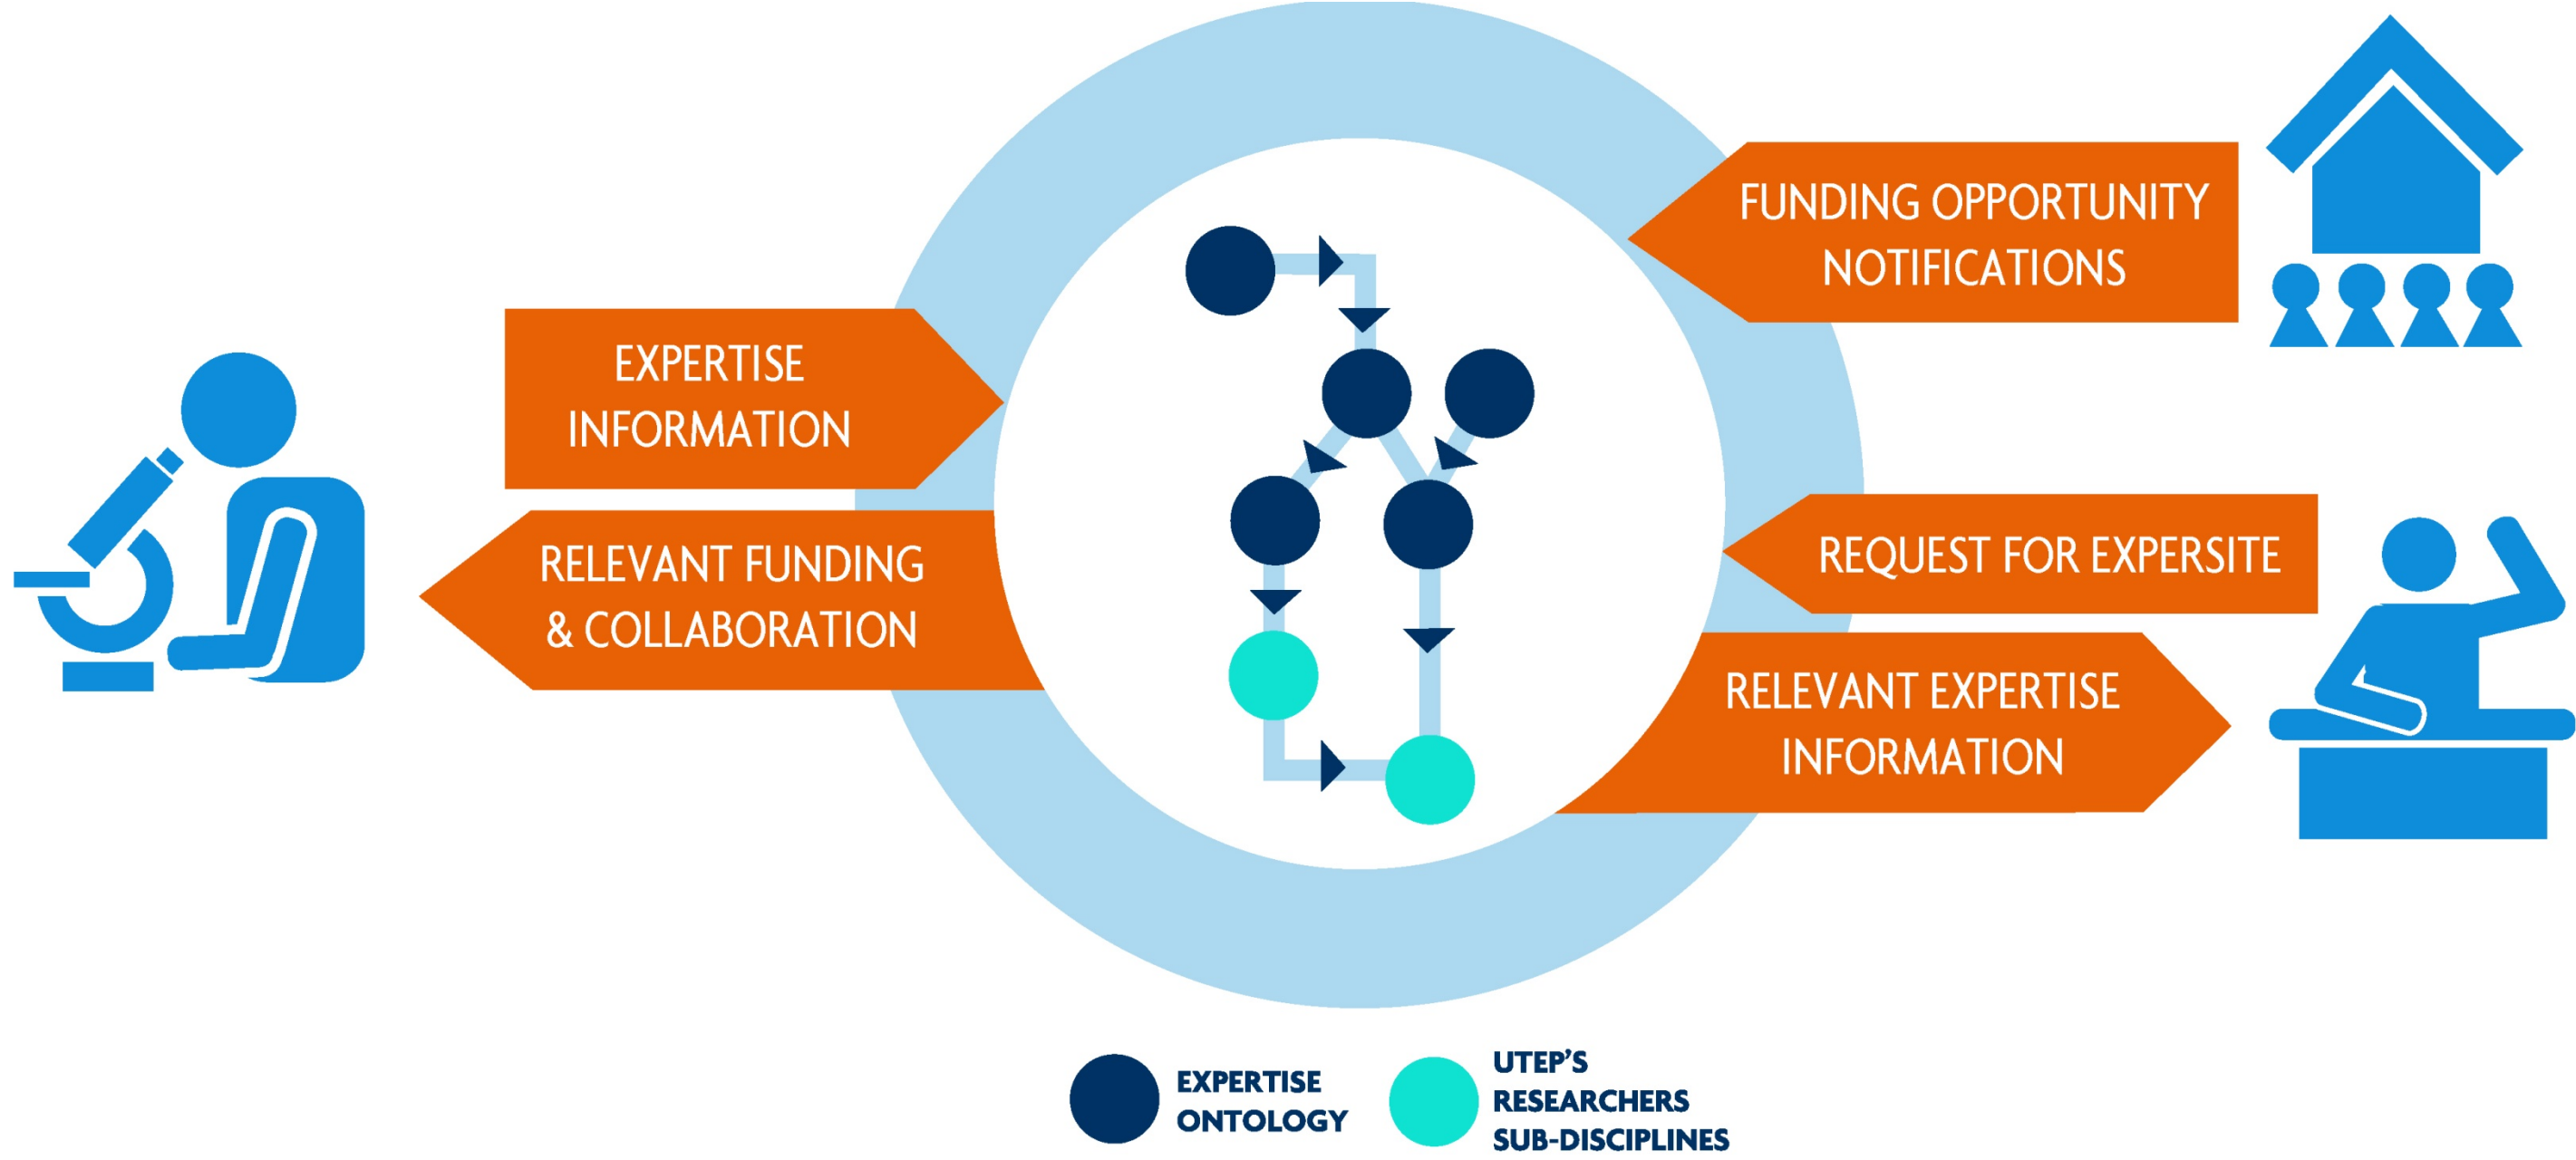 EXPERTISE
INFORMATION
RELEVANT FUNDING
& COLLABORATION
FUNDING OPPORTUNITY
NOTIFICATIONS
REQUEST FOR EXPERSITE
RELEVANT EXPERTISE
INFORMATION
EXPERTISE
ONTOLOGY
UTEP'S
RESEARCHERS
SUB-DISCIPLINES